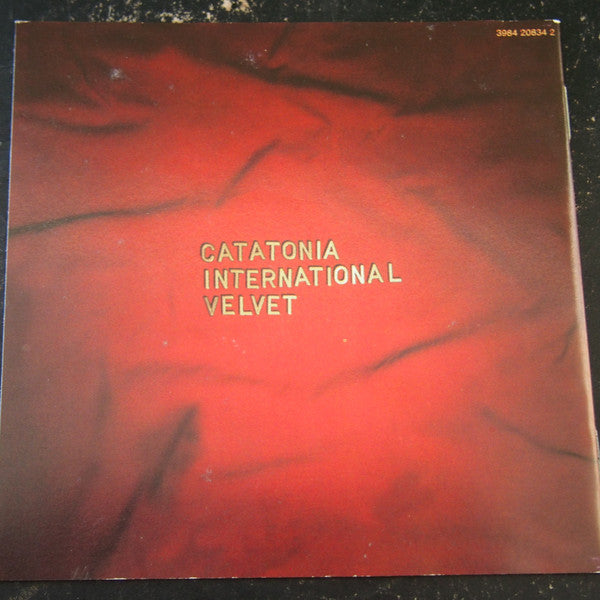 3984 20834 2
CATATONIA
INTERNATIONAL
VELVET